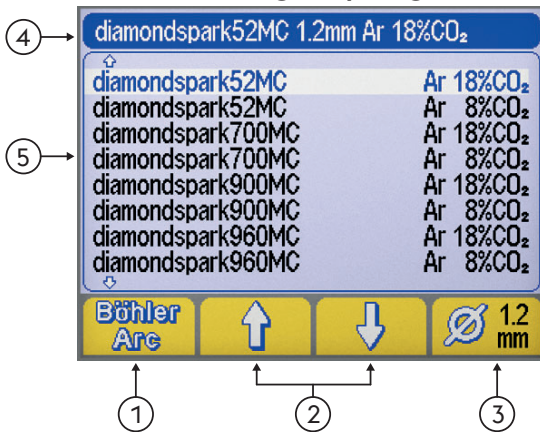 4
diamondspark52MC 1.2mm Ar 18%CO₂
5
diamondspark52MC Ar 18%CO₂
diamondspark52MC Ar 8%CO₂
diamondspark700MC Ar 18%CO₂
diamondspark700MC Ar 8%CO₂
diamondspark900MC Ar 18%CO₂
diamondspark900MC Ar 8%CO₂
diamondspark960MC Ar 18%CO₂
diamondspark960MC Ar 8%CO₂
Böhler
Arc
1.2
mm
1
2
3